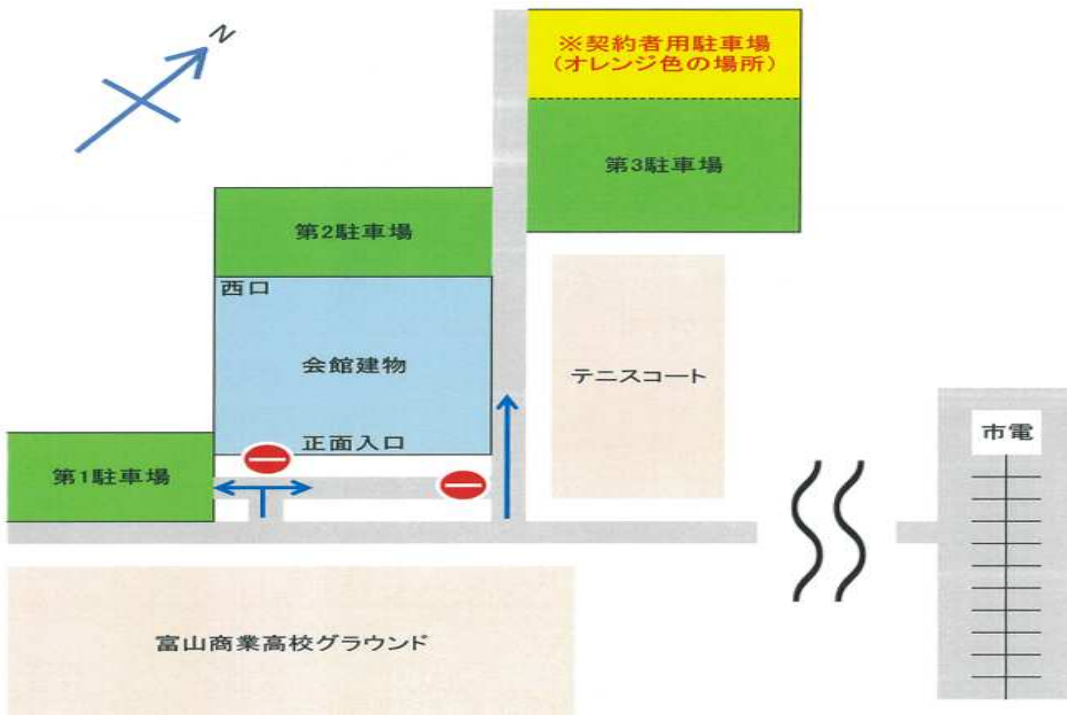 N
※契約者用駐車場
(オレンジ色の場所)
第3駐車場
第2駐車場
西口
会館建物
テニスコート
正面入口
市電
第1駐車場
富山商業高校グラウンド